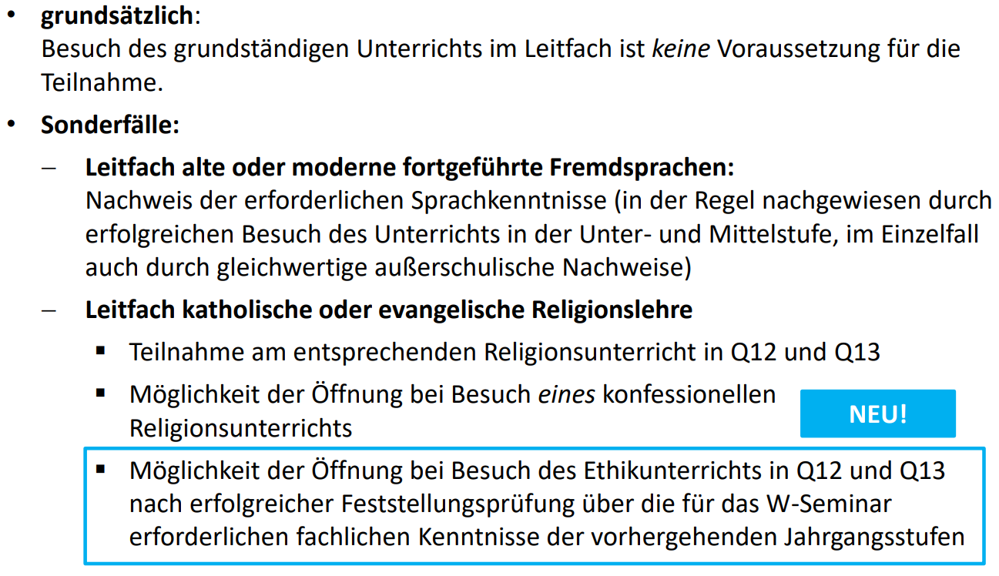 • grundsätzlich:
Besuch des grundständigen Unterrichts im Leitfach ist keine Voraussetzung für die
Teilnahme.
• Sonderfälle:
– Leitfach alte oder moderne fortgeführte Fremdsprachen:
Nachweis der erforderlichen Sprachkenntnisse (in der Regel nachgewiesen durch
erfolgreichen Besuch des Unterrichts in der Unter- und Mittelstufe, im Einzelfall
auch durch gleichwertige außerschulische Nachweise)
– Leitfach katholische oder evangelische Religionslehre
▪ Teilnahme am entsprechenden Religionsunterricht in Q12 und Q13
▪ Möglichkeit der Öffnung bei Besuch eines konfessionellen
Religionsunterrichts
NEU!
▪ Möglichkeit der Öffnung bei Besuch des Ethikunterrichts in Q12 und Q13
nach erfolgreicher Feststellungsprüfung über die für das W-Seminar
erforderlichen fachlichen Kenntnisse der vorhergehenden Jahrgangsstufen